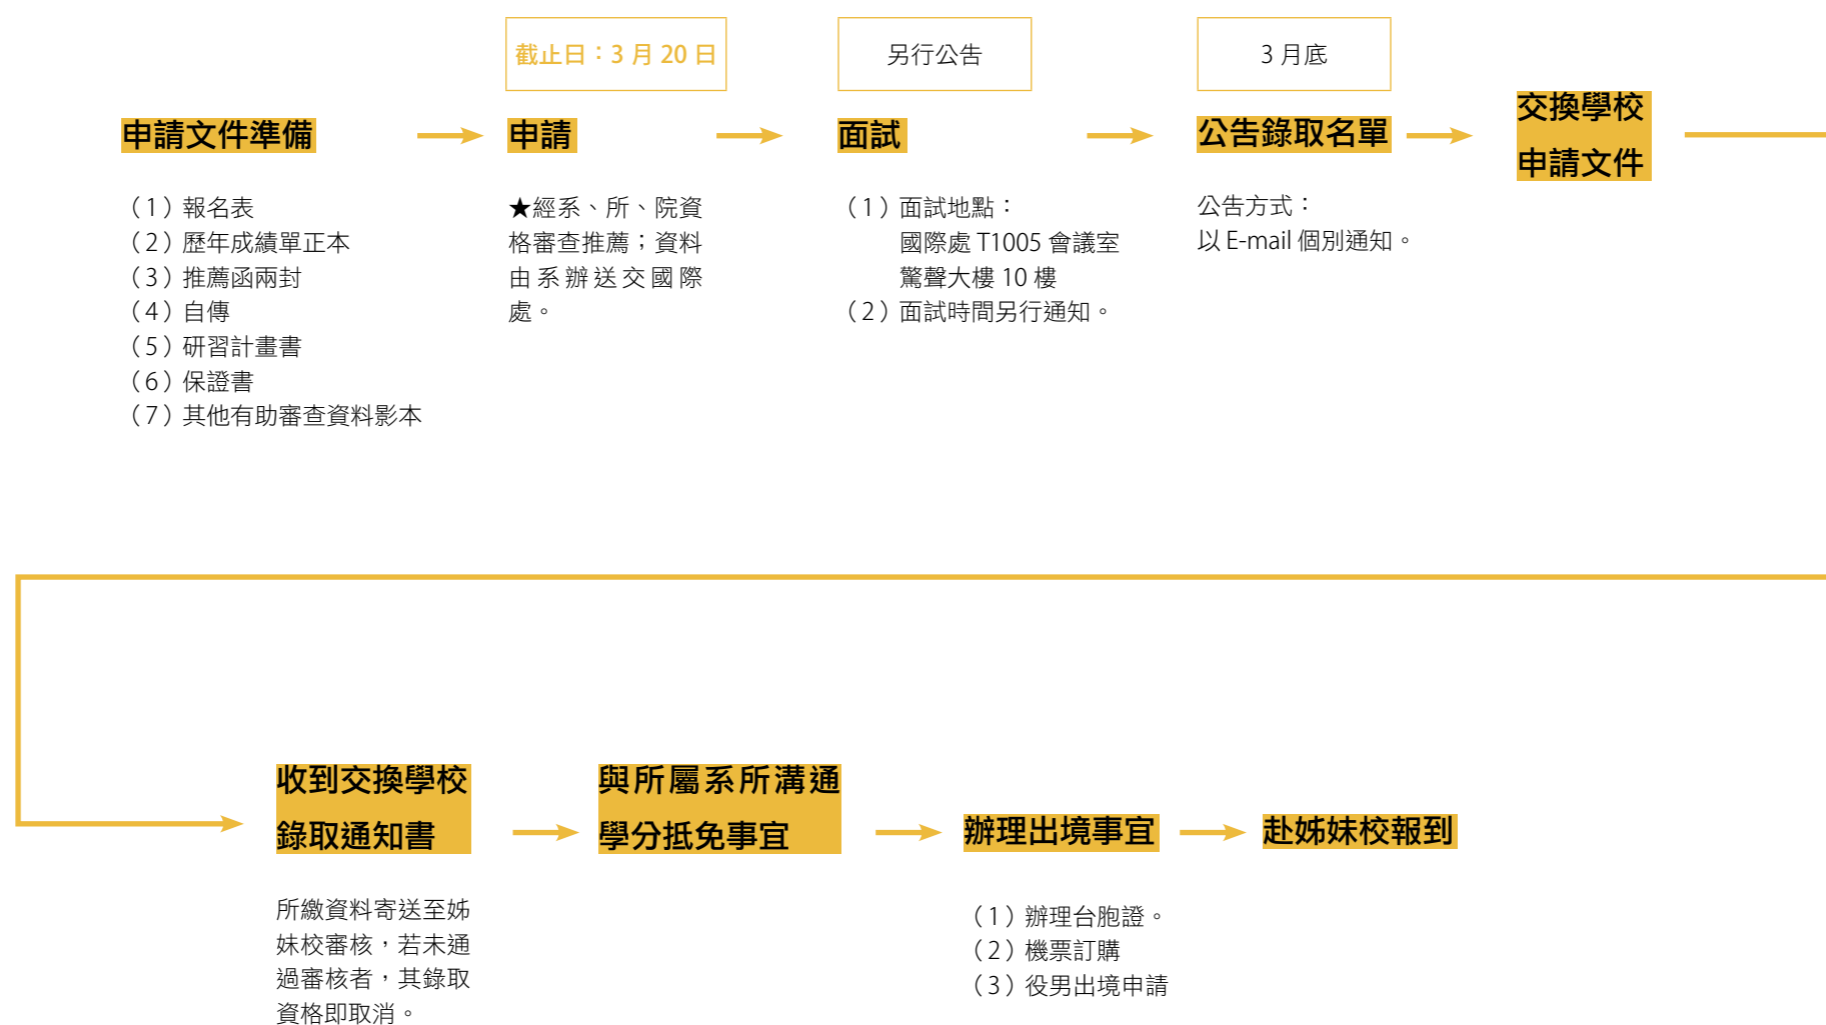 截止日：3 月 20 日
另行公告
3 月底
申請文件準備
申請
面試
公告錄取名單
交換學校
申請文件
（1）報名表
（2）歷年成績單正本
（3）推薦函兩封
（4）自傳
（5）研習計畫書
（6）保證書
（7）其他有助審查資料影本
★經系、所、院資
格審查推薦；資料
由系辦送交國際
處。
（1）面試地點：
國際處 T1005 會議室
驚聲大樓 10 樓
（2）面試時間另行通知。
公告方式：
以 E-mail 個別通知。
收到交換學校
錄取通知書
與所屬系所溝通
學分抵免事宜
辦理出境事宜
赴姊妹校報到
所繳資料寄送至姊
妹校審核，若未通
過審核者，其錄取
資格即取消。
（1）辦理台胞證。
（2）機票訂購
（3）役男出境申請